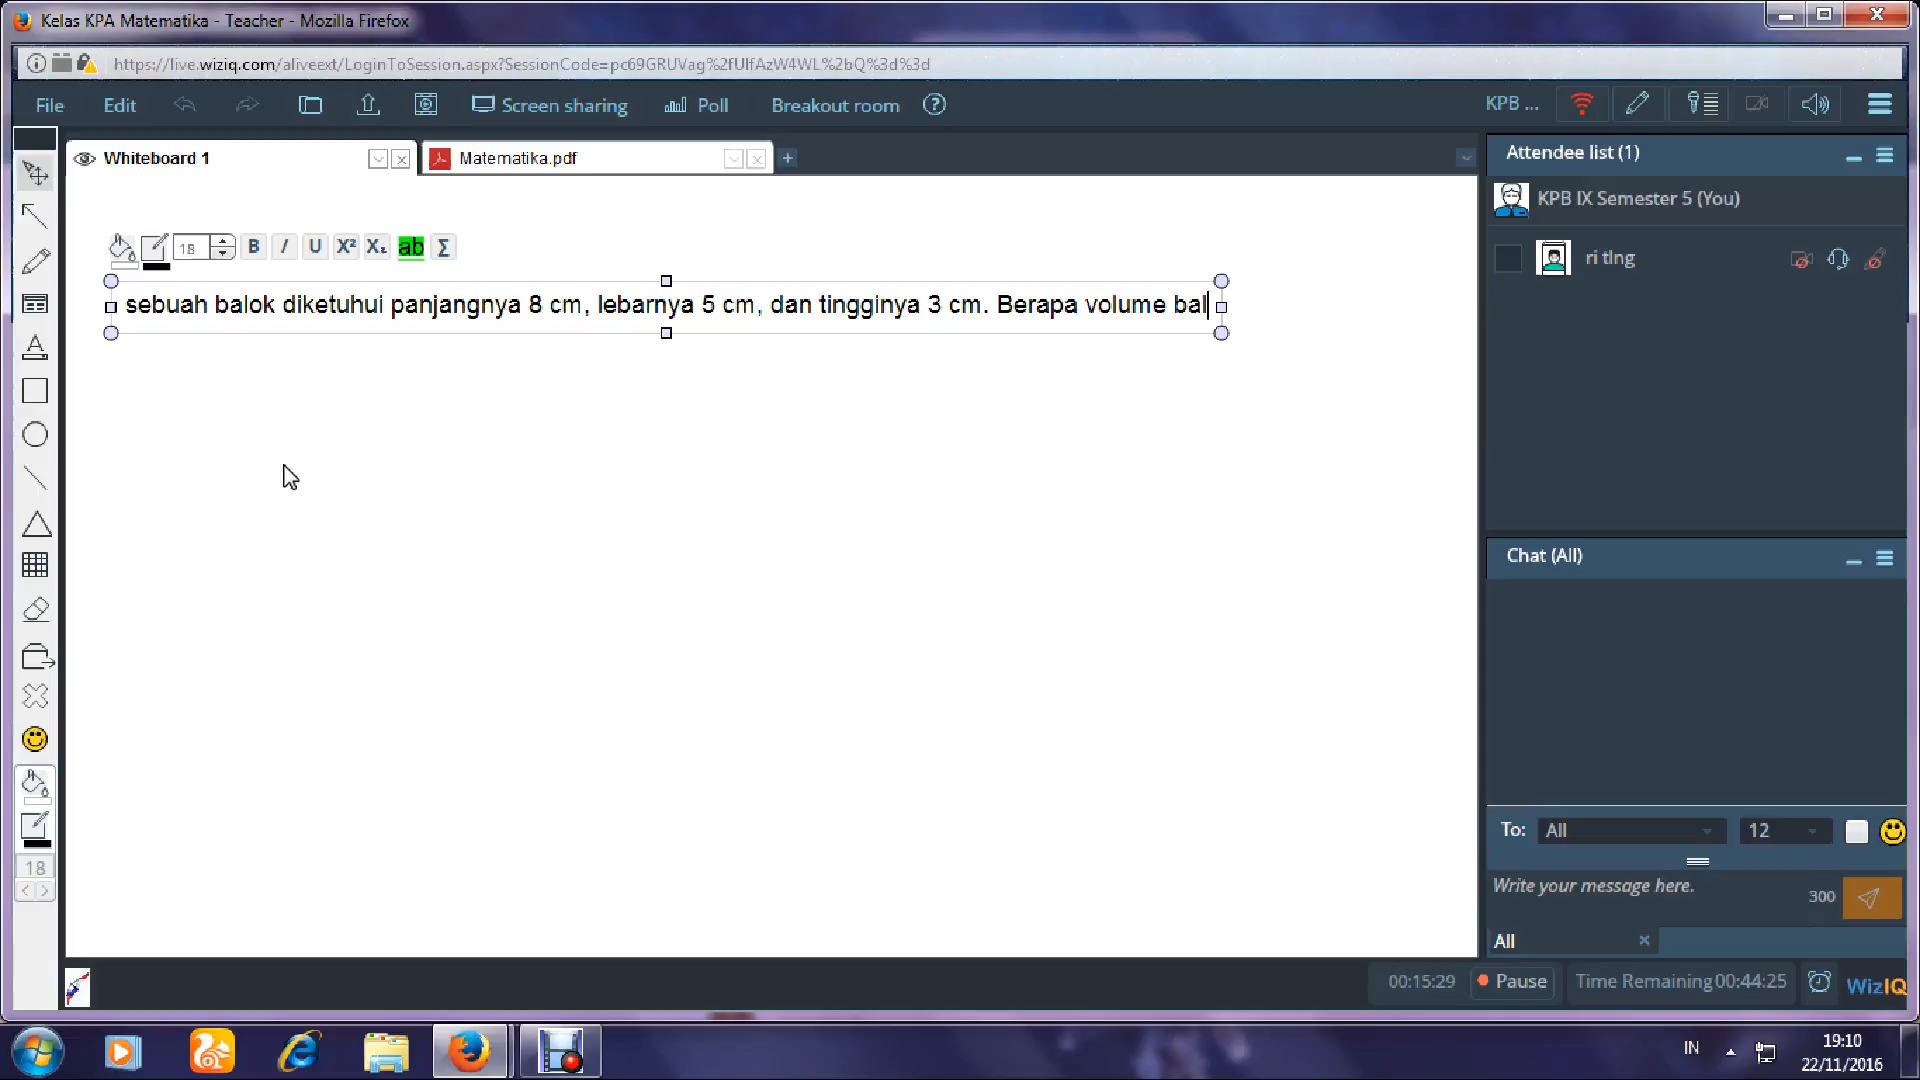 Kelas KPA Matematika - Teacher - Mozilla Firefox
https://live.wiziq.com/aliveext/LoginToSession.aspx?SessionCode=pc69GRUVag%2fUlfAzW4WL%2bQ%3d%3d
File Edit Screen sharing Poll Breakout room ? KPB ...
Whiteboard 1 Matematika.pdf
Attendee list (1)
KPB IX Semester 5 (You)
ri tlng
18 B I U X² X₂ ab Σ
sebuah balok diketuhui panjangnya 8 cm, lebarnya 5 cm, dan tingginya 3 cm. Berapa volume bal
Chat (All)
To: All 12
Write your message here. 300
All
18
00:15:29 Pause Time Remaining 00:44:25 WizIQ
IN 19:10
22/11/2016